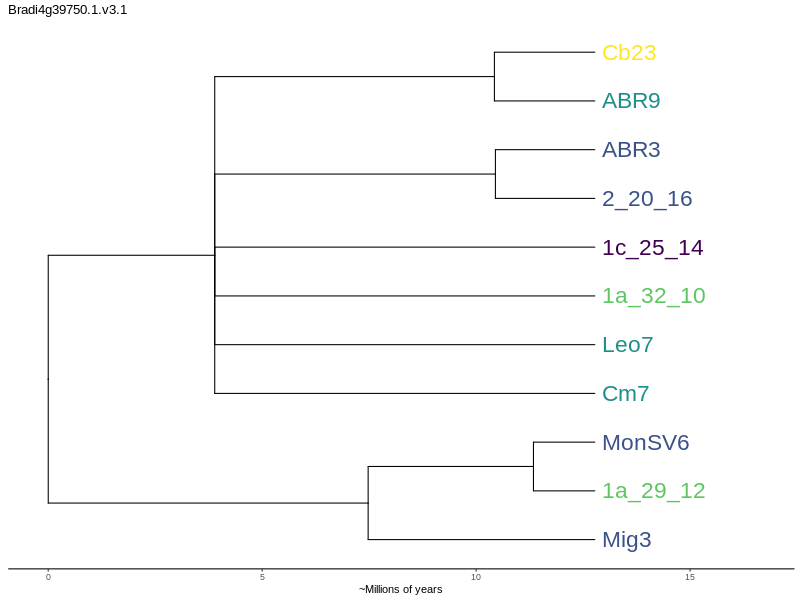 Bradi4g39750.1.v3.1
Cb23
ABR9
ABR3
2_20_16
1c_25_14
1a_32_10
Leo7
Cm7
MonSV6
1a_29_12
Mig3
0 5 10 15
~Millions of years